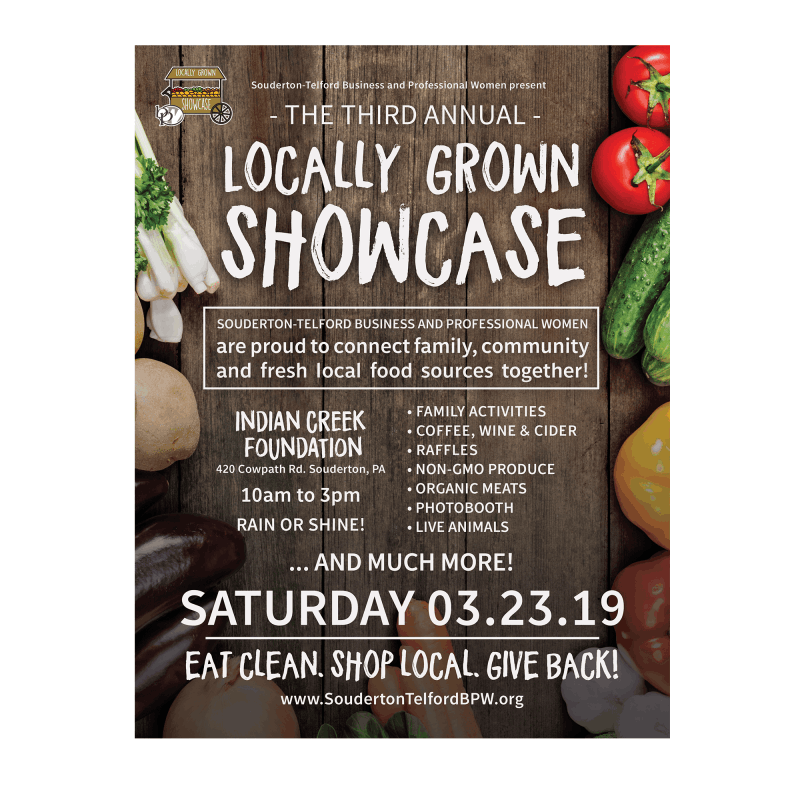 LOCALLY GROWN
SHOWCASE
Souderton-Telford Business and Professional Women present
- THE THIRD ANNUAL -
LOCALLY GROWN
SHOWCASE
SOUDERTON-TELFORD BUSINESS AND PROFESSIONAL WOMEN
are proud to connect family, community
and fresh local food sources together!
INDIAN CREEK
FOUNDATION
420 Cowpath Rd. Souderton, PA
10am to 3pm
RAIN OR SHINE!
• FAMILY ACTIVITIES
• COFFEE, WINE & CIDER
• RAFFLES
• NON-GMO PRODUCE
• ORGANIC MEATS
• PHOTOBOOTH
• LIVE ANIMALS
... AND MUCH MORE!
SATURDAY 03.23.19
EAT CLEAN. SHOP LOCAL. GIVE BACK!
www.SoudertonTelfordBPW.org